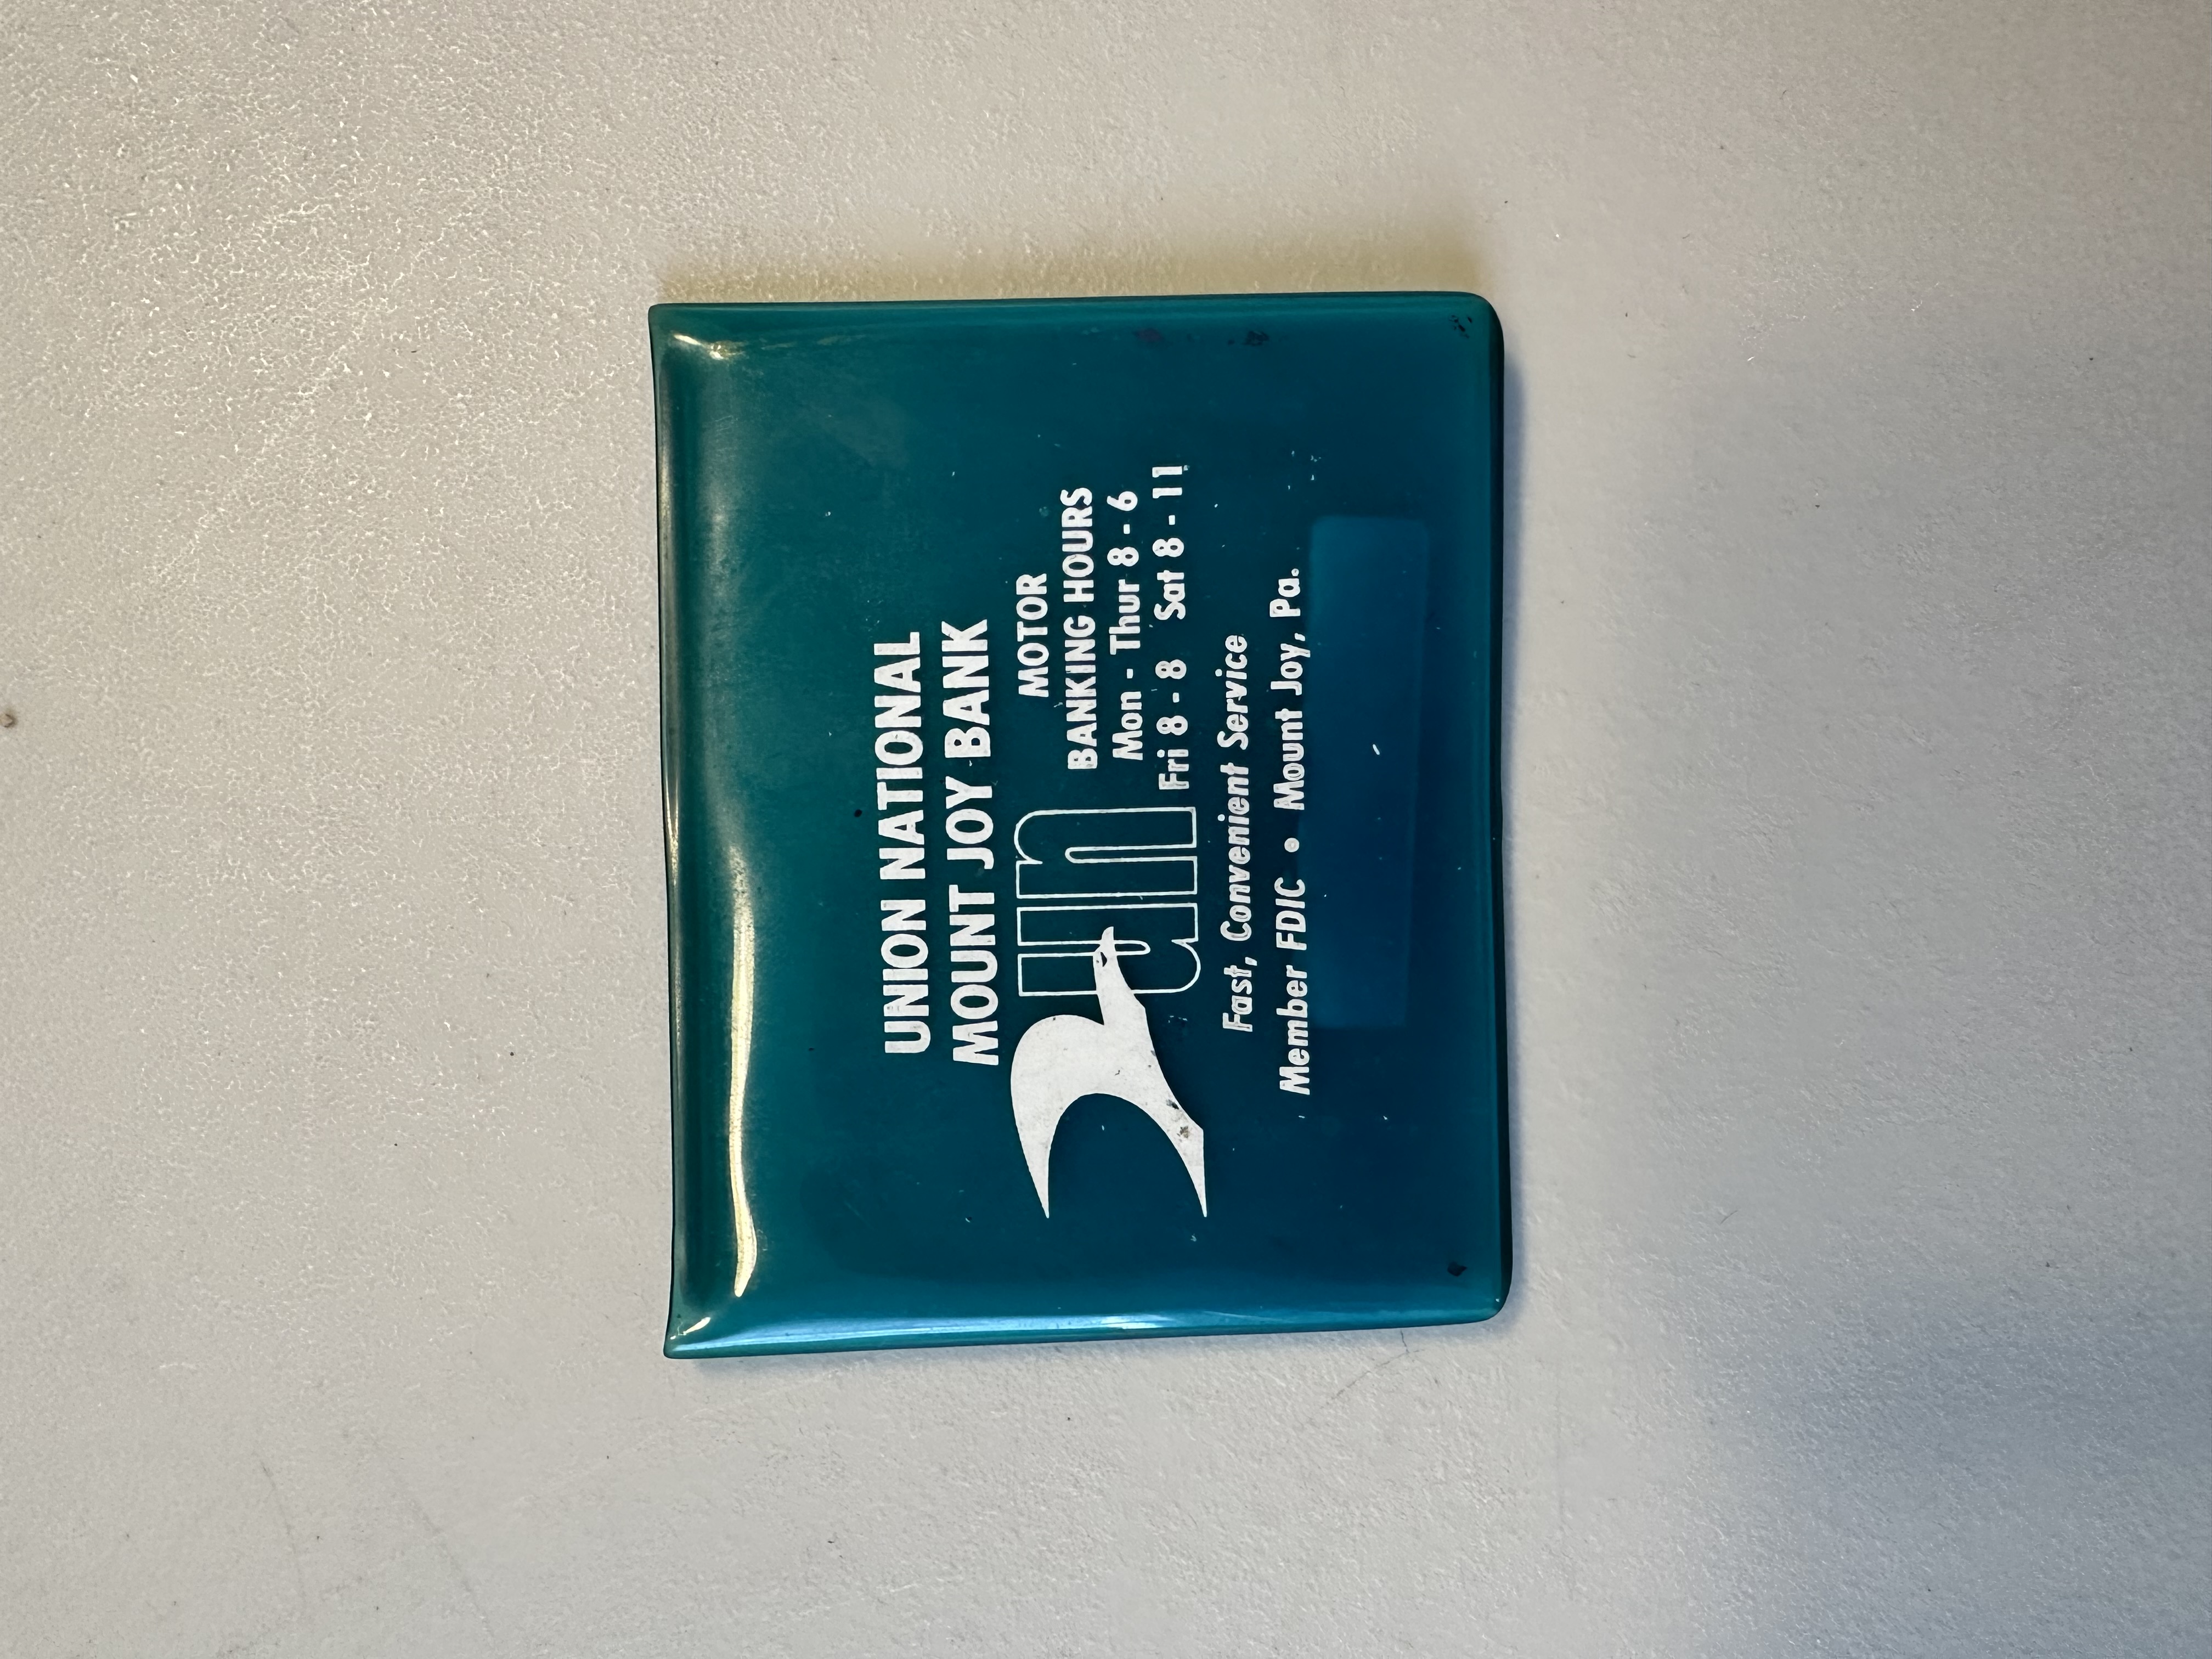 UNION NATIONAL
MOUNT JOY BANK
un
MOTOR
BANKING HOURS
Mon - Thur 8 - 6
Fri 8 - 8 Sat 8 - 11
Fast, Convenient Service
Member FDIC • Mount Joy, Pa.